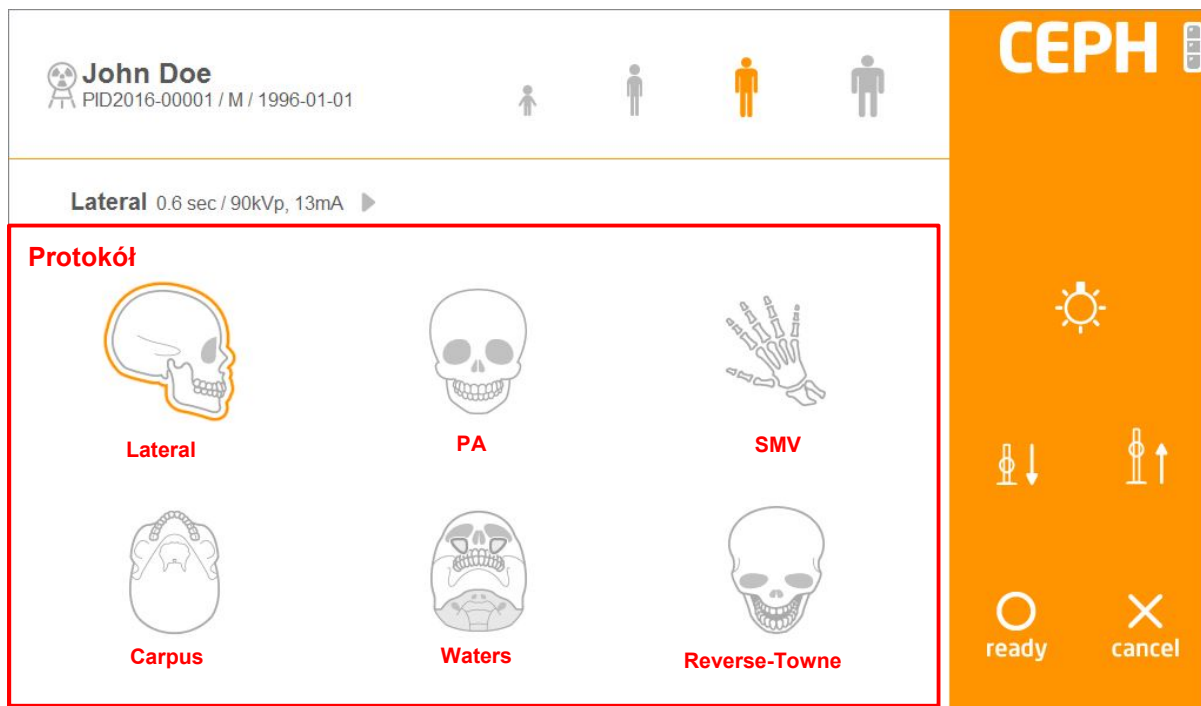 John Doe
PID2016-00001 / M / 1996-01-01
CEPH
Lateral 0.6 sec / 90kVp, 13mA
Protokół
Lateral
PA
SMV
Carpus
Waters
Reverse-Towne
ready
cancel